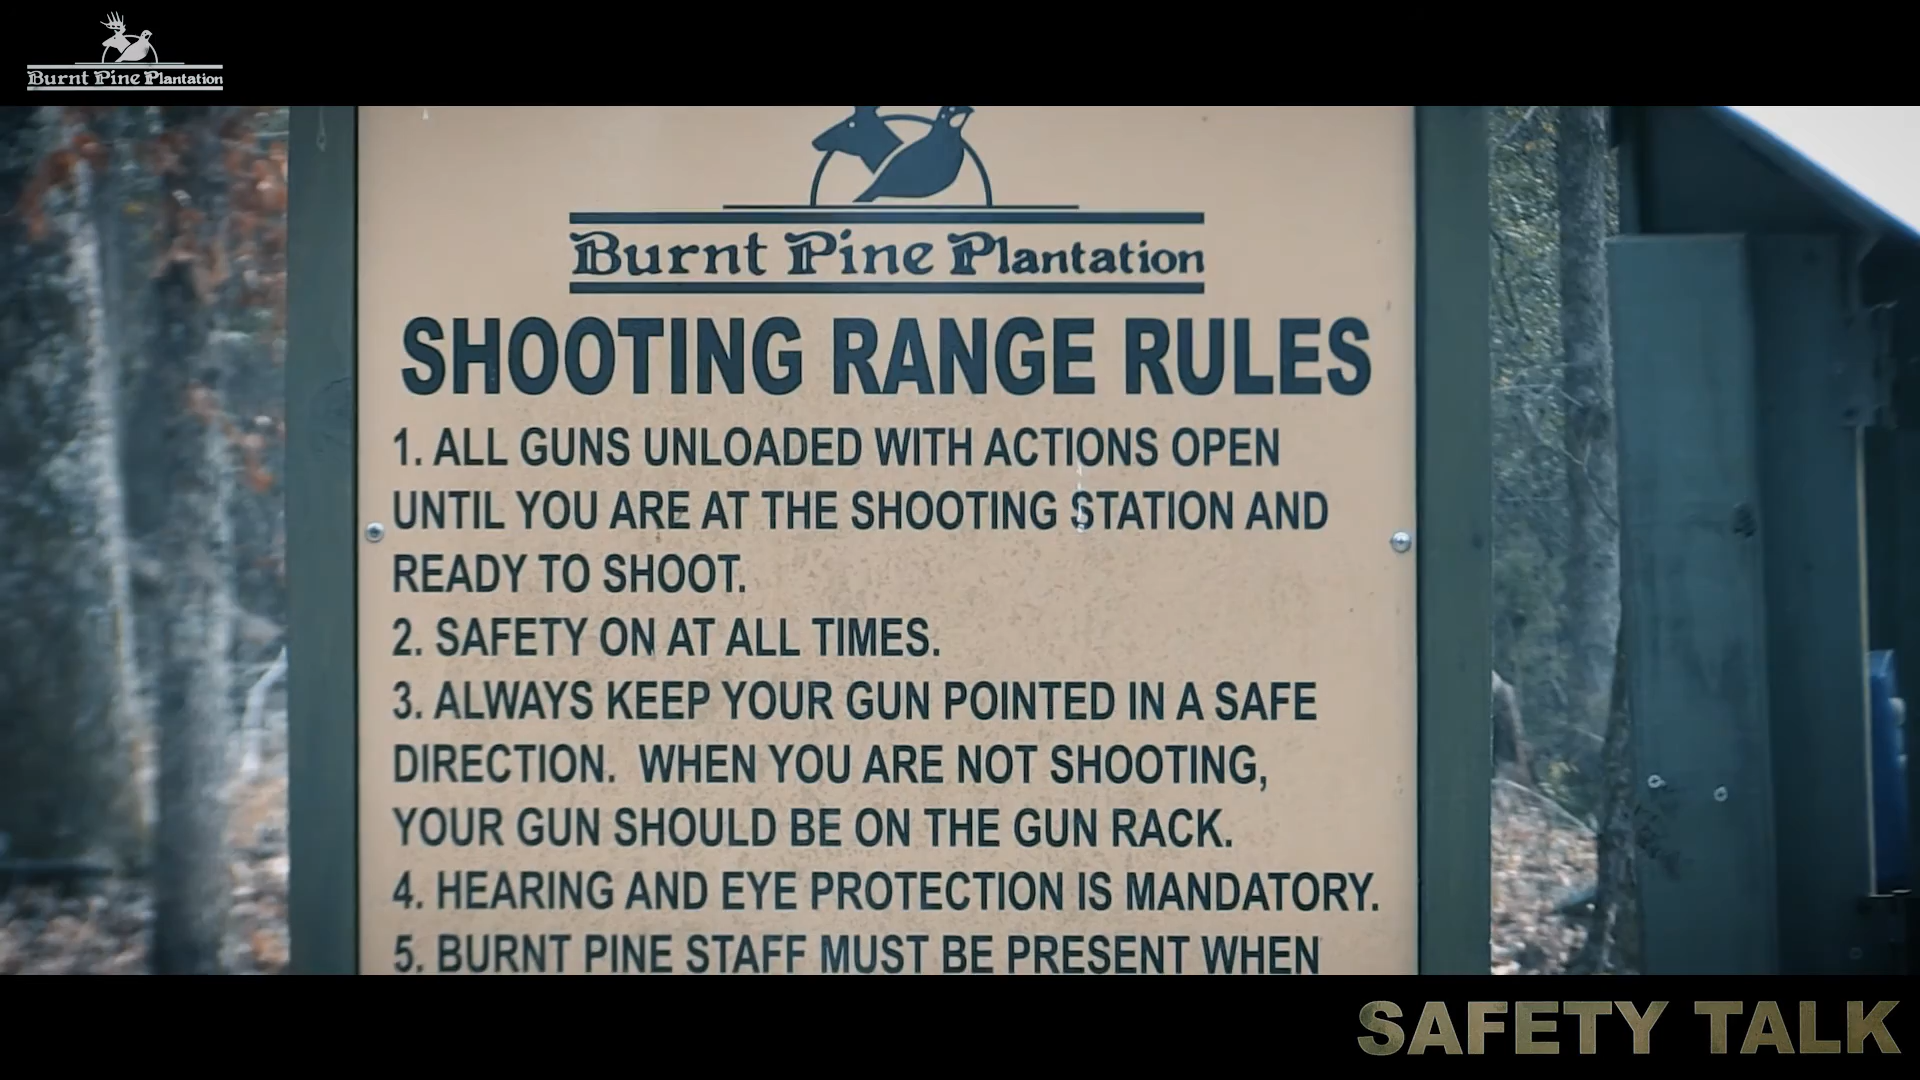 Burnt Pine Plantation
Burnt Pine Plantation
SHOOTING RANGE RULES
1. ALL GUNS UNLOADED WITH ACTIONS OPEN
UNTIL YOU ARE AT THE SHOOTING STATION AND
READY TO SHOOT.
2. SAFETY ON AT ALL TIMES.
3. ALWAYS KEEP YOUR GUN POINTED IN A SAFE
DIRECTION. WHEN YOU ARE NOT SHOOTING,
YOUR GUN SHOULD BE ON THE GUN RACK.
4. HEARING AND EYE PROTECTION IS MANDATORY.
5. BURNT PINE STAFF MUST BE PRESENT WHEN
SAFETY TALK